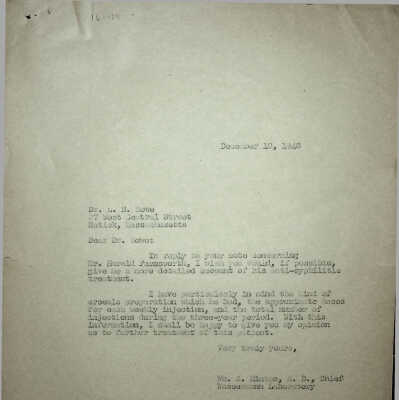 December 10, 1940
Dr. L. H. Howe
27 West Central Street
Natick, Massachusetts
Dear Dr. Howe:
In reply to your note concerning
Mr. Harold Farnsworth, I wish you would, if possible,
give me a more detailed account of his anti-syphilitic
treatment.
I have particularly in mind the kind of
arsenic preparation which he had, the approximate doses
for each weekly injection, and the total number of
injections during the three-year period. With this
information, I shall be happy to give you my opinion
as to further treatment of this patient.
Very truly yours,
Wm. A. Hinton, M. D., Chief
Wassermann Laboratory